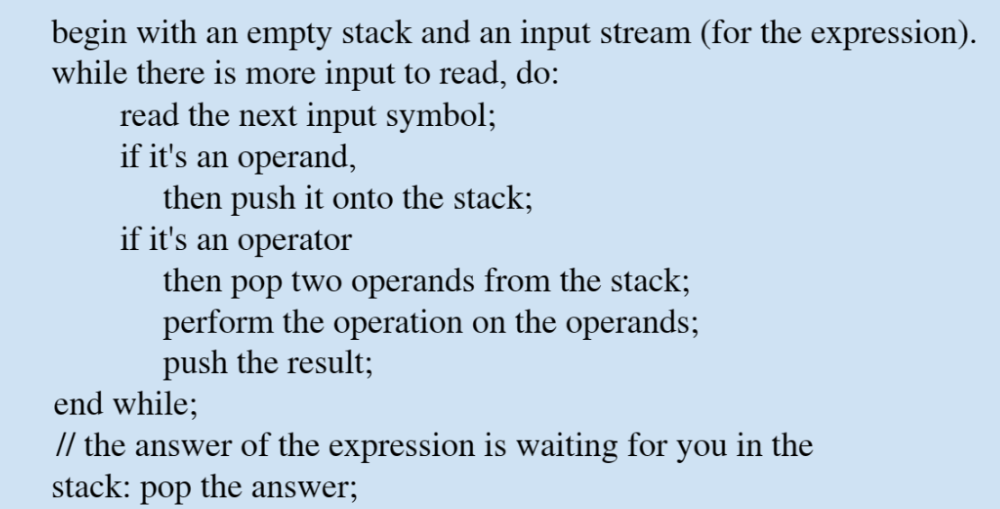 begin with an empty stack and an input stream (for the expression).
while there is more input to read, do:
read the next input symbol;
if it's an operand,
then push it onto the stack;
if it's an operator
then pop two operands from the stack;
perform the operation on the operands;
push the result;
end while;
// the answer of the expression is waiting for you in the
stack: pop the answer;